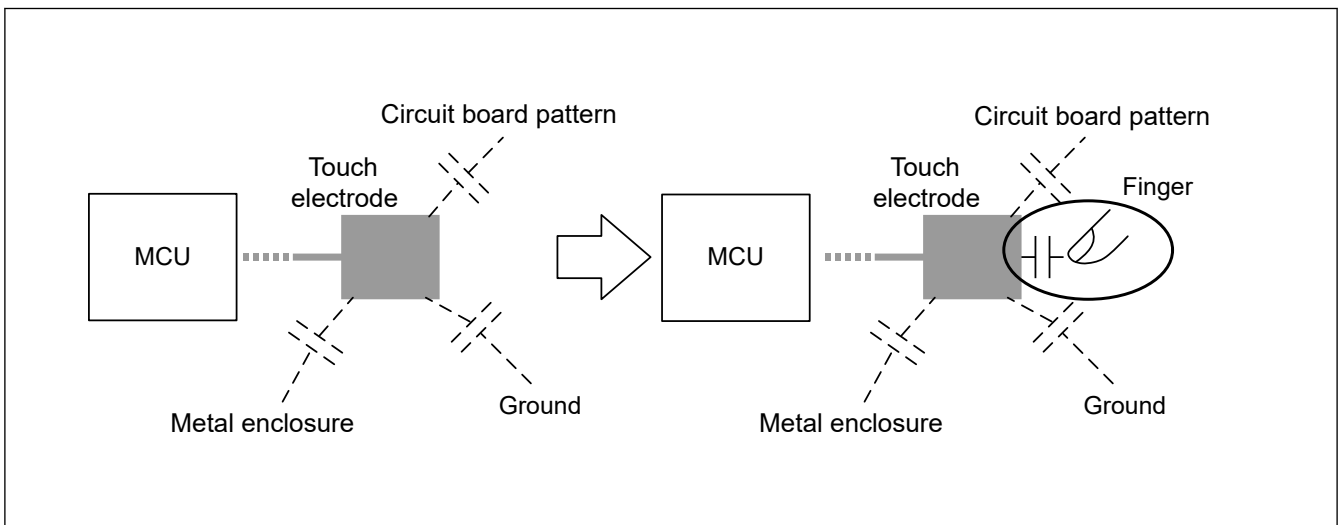 Circuit board pattern
Touch
electrode
MCU
Metal enclosure
Ground
Circuit board pattern
Touch
electrode
Finger
MCU
Metal enclosure
Ground